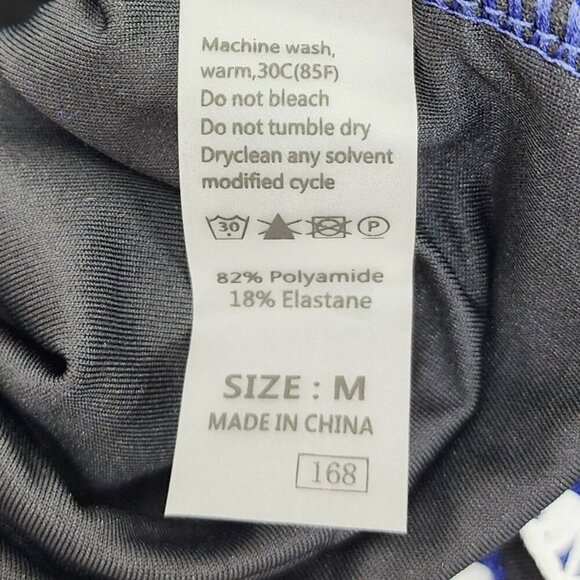 Machine wash,
warm,30C(85F)
Do not bleach
Do not tumble dry
Dryclean any solvent
modified cycle
30 P
82% Polyamide
18% Elastane
SIZE : M
MADE IN CHINA
168